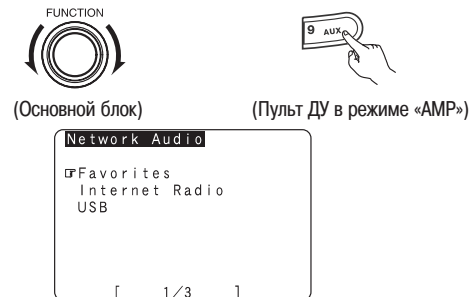 FUNCTION
9 AUX
(Основной блок)
(Пульт ДУ в режиме «AMP»)
Network Audio
☞Favorites
Internet Radio
USB
[ 1/3 ]